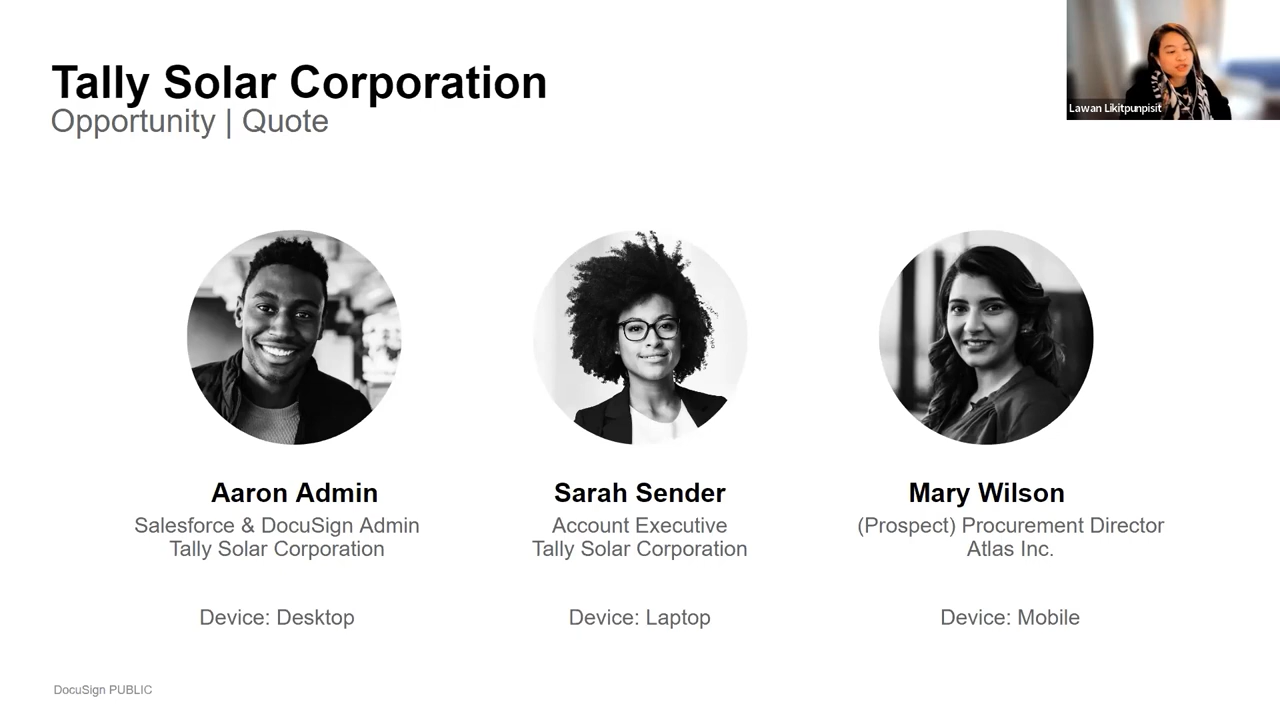 Tally Solar Corporation
Opportunity | Quote
Lawan Likitpunpisit
Aaron Admin
Salesforce & DocuSign Admin
Tally Solar Corporation
Device: Desktop
Sarah Sender
Account Executive
Tally Solar Corporation
Device: Laptop
Mary Wilson
(Prospect) Procurement Director
Atlas Inc.
Device: Mobile
DocuSign PUBLIC